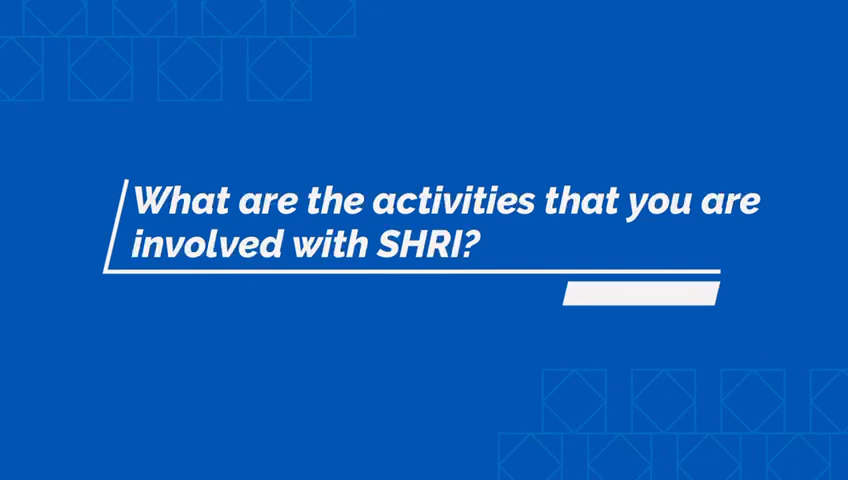 What are the activities that you are
involved with SHRI?